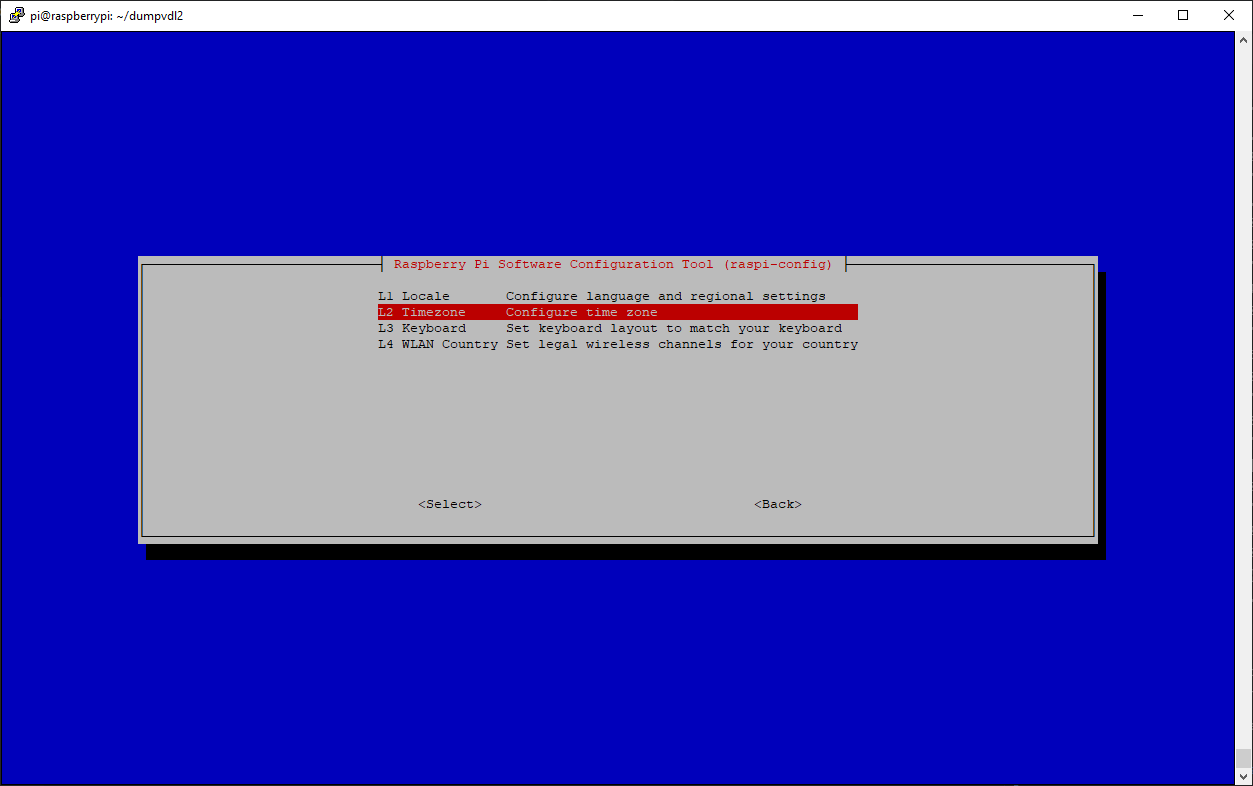 pi@raspberrypi: ~/dumpvdl2
Raspberry Pi Software Configuration Tool (raspi-config)
L1 Locale Configure language and regional settings
L2 Timezone Configure time zone
L3 Keyboard Set keyboard layout to match your keyboard
L4 WLAN Country Set legal wireless channels for your country
<Select> <Back>